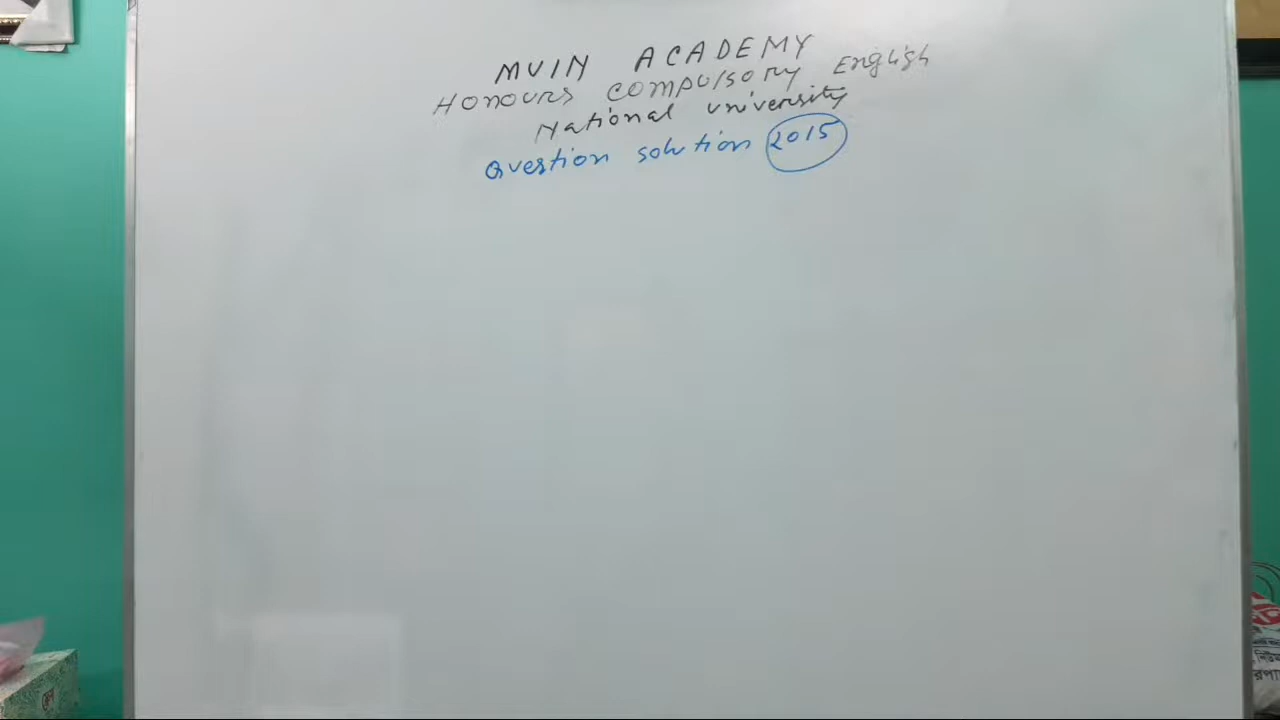 MUIN ACADEMY
HONOURS COMPULSORY English
National university
Question solution 2015